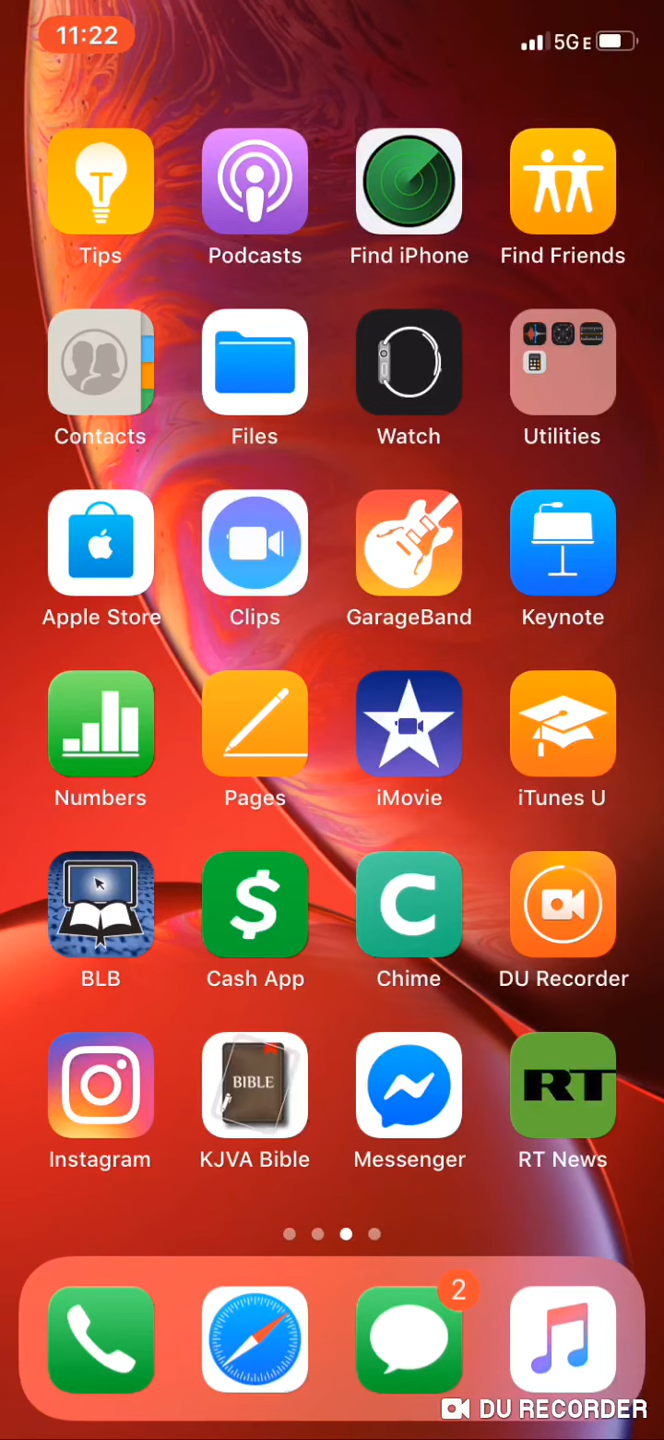 11:22 5GE
Tips Podcasts Find iPhone Find Friends
Contacts Files Watch Utilities
Apple Store Clips GarageBand Keynote
Numbers Pages iMovie iTunes U
BLB Cash App Chime DU Recorder
BIBLE RT
Instagram KJVA Bible Messenger RT News
2
DU RECORDER